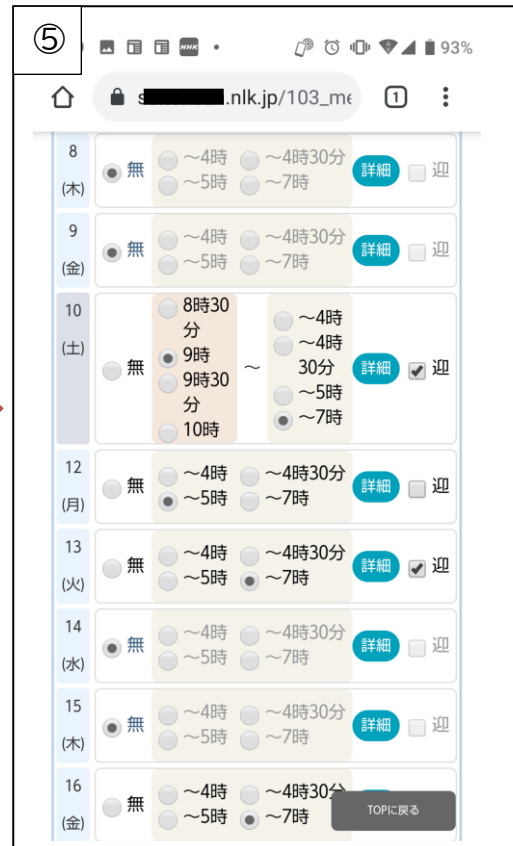 ⑤
NHK 93%
s .nlk.jp/103_me 1
8 (木) 無 ~4時 ~4時30分 詳細 迎
~5時 ~7時
9 (金) 無 ~4時 ~4時30分 詳細 迎
~5時 ~7時
10 (土) 無 8時30分 9時 9時30分 10時 ~ ~4時 ~4時30分 ~5時 ~7時 詳細 迎
12 (月) 無 ~4時 ~4時30分 詳細 迎
~5時 ~7時
13 (火) 無 ~4時 ~4時30分 詳細 迎
~5時 ~7時
14 (水) 無 ~4時 ~4時30分 詳細 迎
~5時 ~7時
15 (木) 無 ~4時 ~4時30分 詳細 迎
~5時 ~7時
16 (金) 無 ~4時 ~4時30分
~5時 ~7時 TOPに戻る